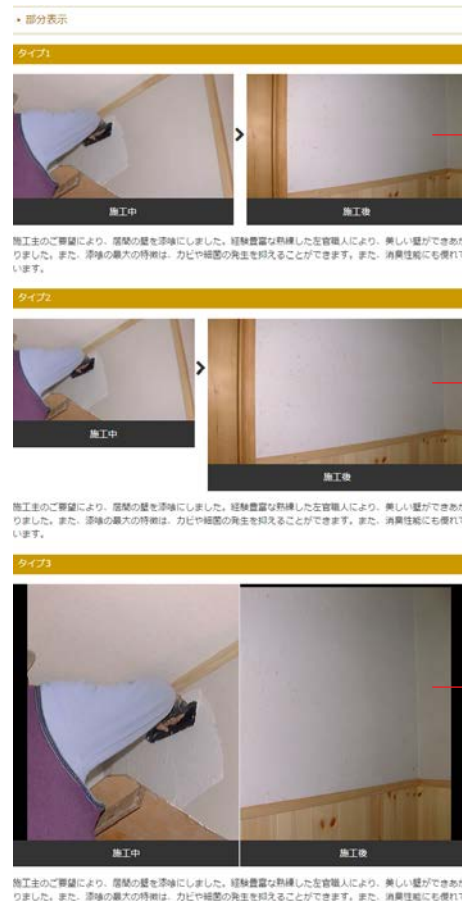 部分表示
タイプ1
施工中
施工後
施工主のご要望により、居間の壁を漆喰にしました。経験豊富な熟練した左官職人により、美しい壁ができあが
りました。また、漆喰の最大の特徴は、カビや細菌の発生を抑えることができます。また、消臭性能にも優れて
います。
タイプ2
施工中
施工後
施工主のご要望により、居間の壁を漆喰にしました。経験豊富な熟練した左官職人により、美しい壁ができあが
りました。また、漆喰の最大の特徴は、カビや細菌の発生を抑えることができます。また、消臭性能にも優れて
います。
タイプ3
施工中
施工後
施工主のご要望により、居間の壁を漆喰にしました。経験豊富な熟練した左官職人により、美しい壁ができあが
りました。また、漆喰の最大の特徴は、カビや細菌の発生を抑えることができます。また、消臭性能にも優れて